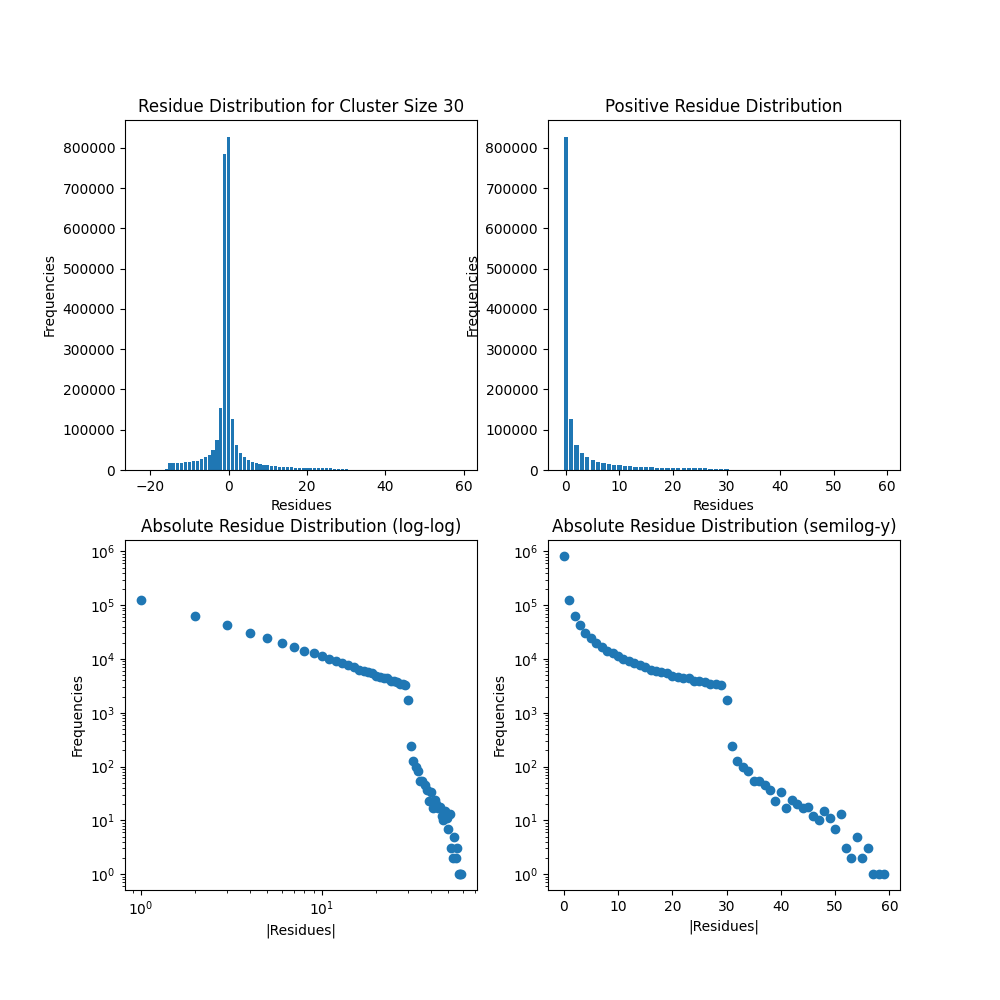 Residue Distribution for Cluster Size 30
Frequencies
800000
700000
600000
500000
400000
300000
200000
100000
0
−20 0 20 40 60
Residues
Positive Residue Distribution
Frequencies
800000
700000
600000
500000
400000
300000
200000
100000
0
0 10 20 30 40 50 60
Residues
Absolute Residue Distribution (log-log)
Frequencies
10⁶
10⁵
10⁴
10³
10²
10¹
10⁰
10⁰ 10¹
|Residues|
Absolute Residue Distribution (semilog-y)
Frequencies
10⁶
10⁵
10⁴
10³
10²
10¹
10⁰
0 10 20 30 40 50 60
|Residues|